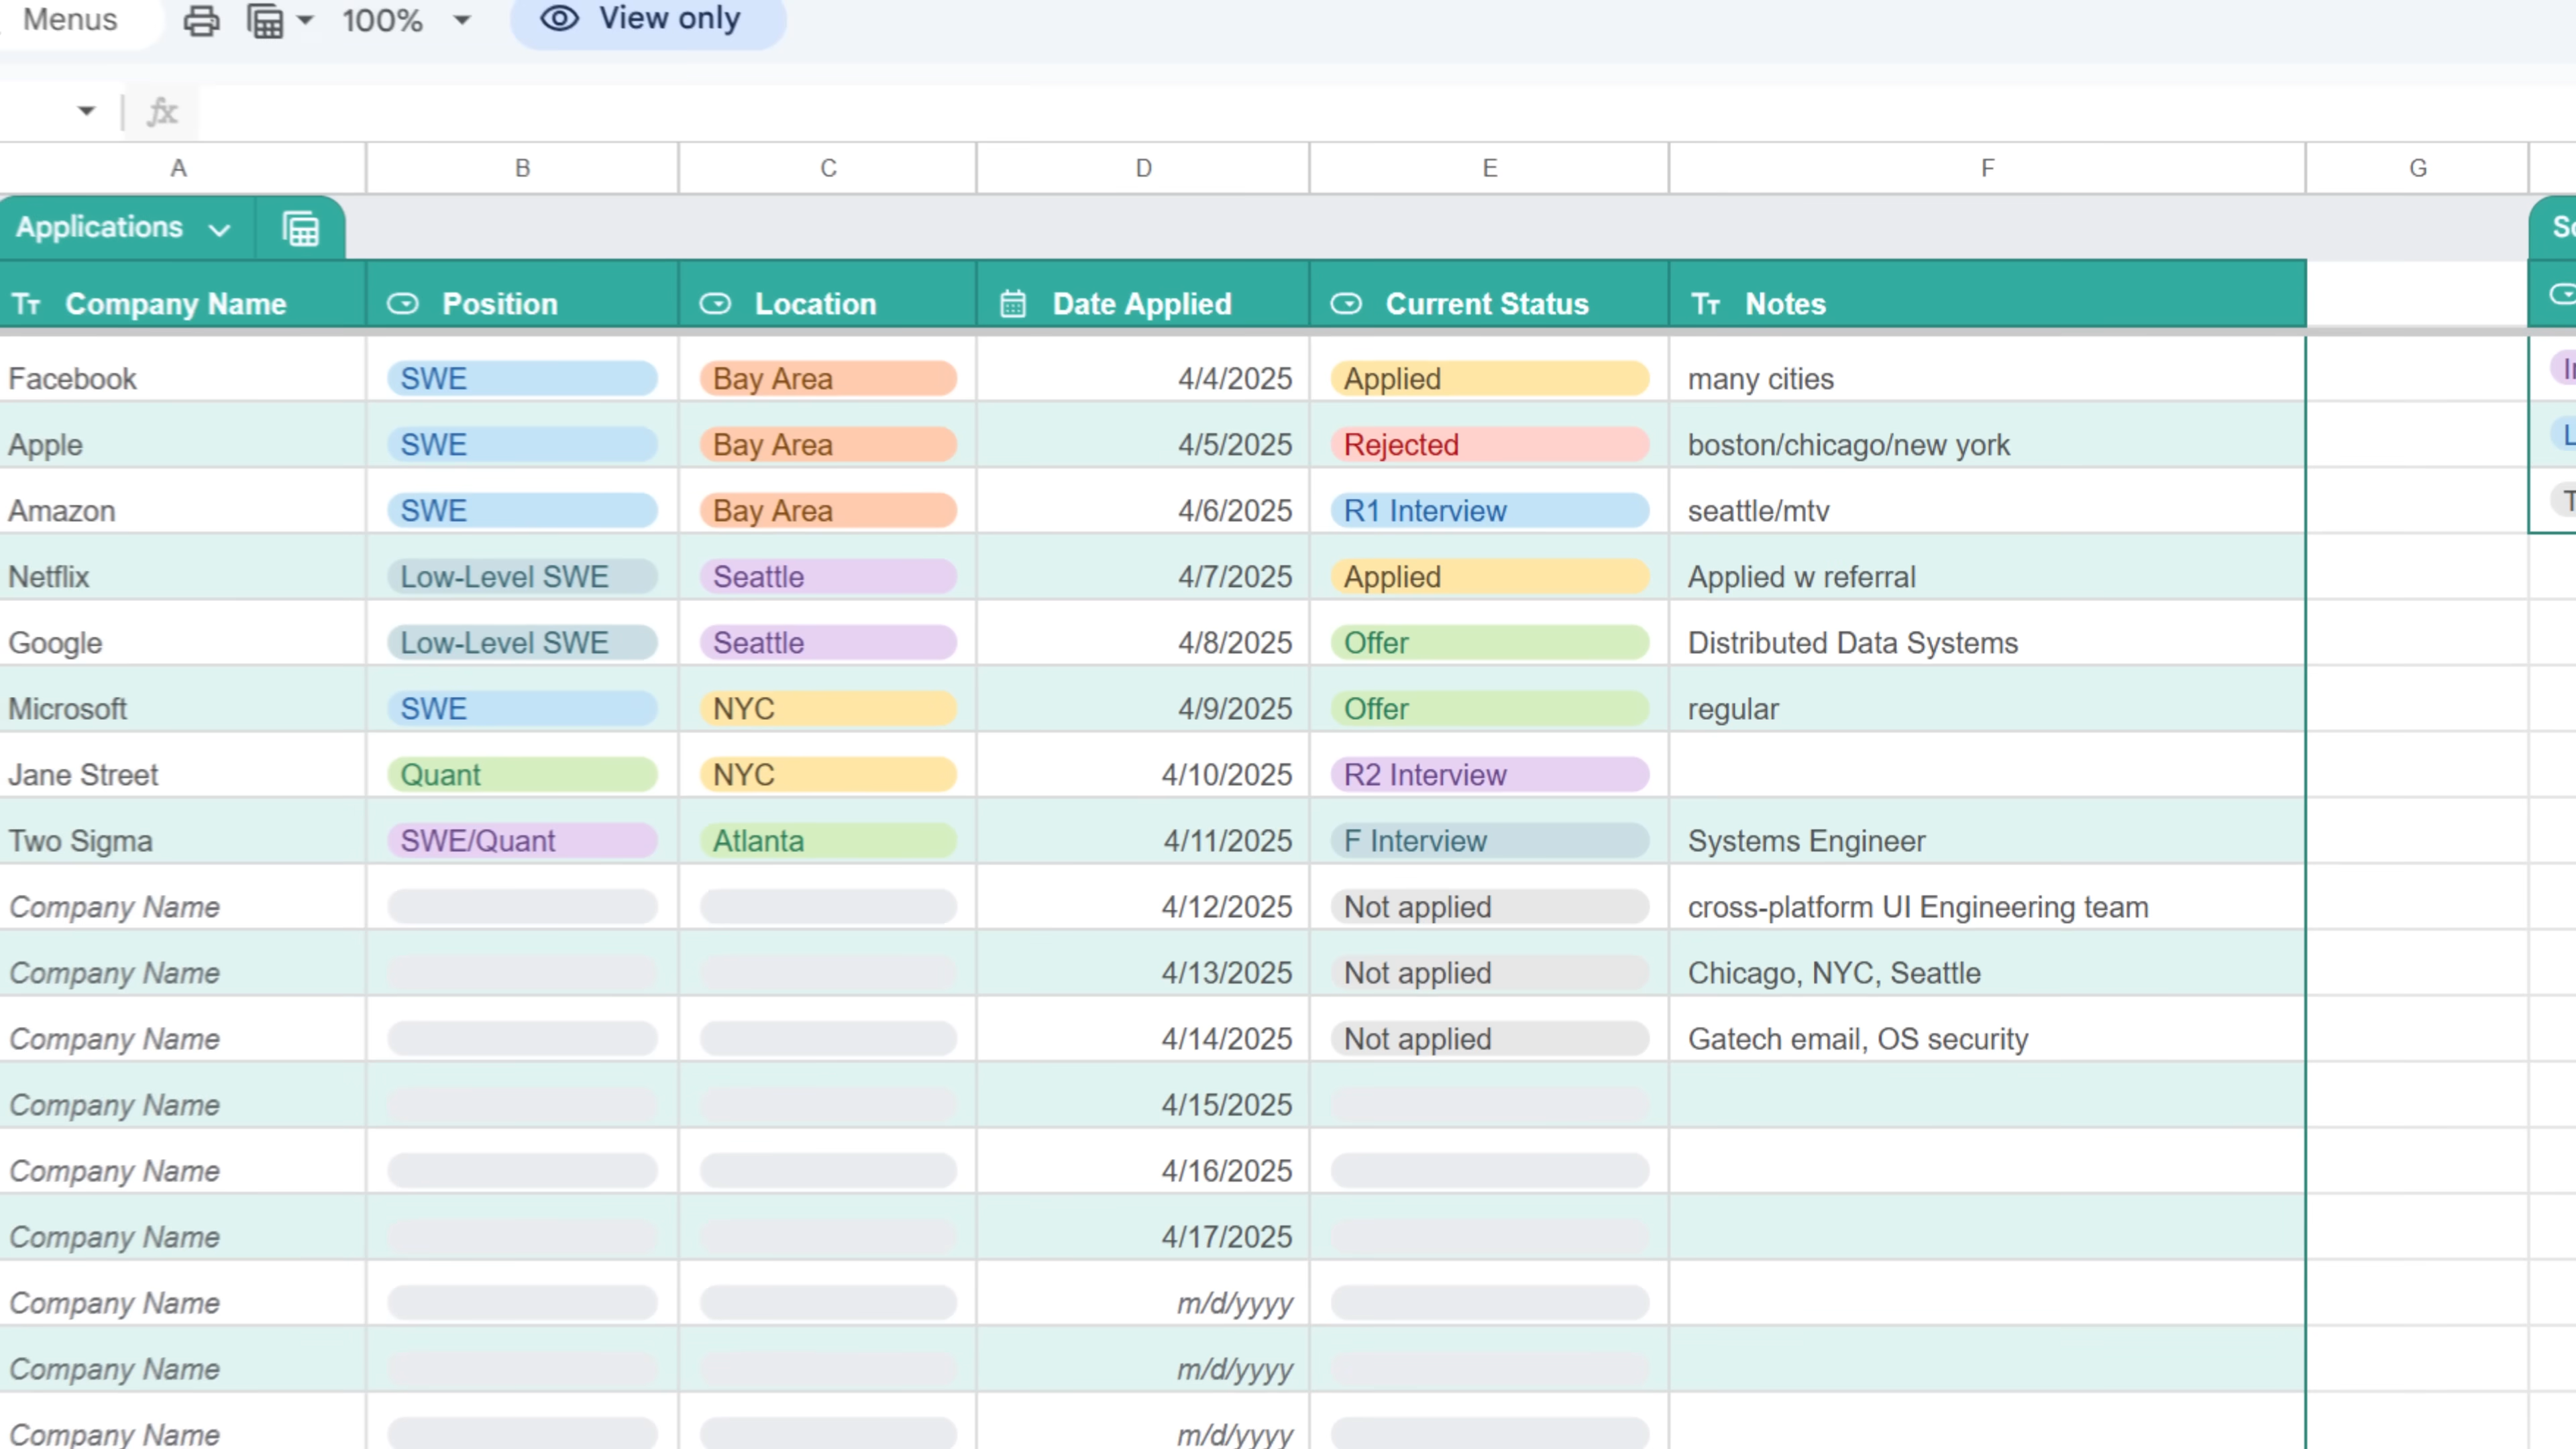 Menus 100% View only
fx
A B C D E F G
Applications
Company Name Position Location Date Applied Current Status Notes
Facebook SWE Bay Area 4/4/2025 Applied many cities
Apple SWE Bay Area 4/5/2025 Rejected boston/chicago/new york
Amazon SWE Bay Area 4/6/2025 R1 Interview seattle/mtv
Netflix Low-Level SWE Seattle 4/7/2025 Applied Applied w referral
Google Low-Level SWE Seattle 4/8/2025 Offer Distributed Data Systems
Microsoft SWE NYC 4/9/2025 Offer regular
Jane Street Quant NYC 4/10/2025 R2 Interview
Two Sigma SWE/Quant Atlanta 4/11/2025 F Interview Systems Engineer
Company Name 4/12/2025 Not applied cross-platform UI Engineering team
Company Name 4/13/2025 Not applied Chicago, NYC, Seattle
Company Name 4/14/2025 Not applied Gatech email, OS security
Company Name 4/15/2025
Company Name 4/16/2025
Company Name 4/17/2025
Company Name m/d/yyyy
Company Name m/d/yyyy
Company Name m/d/yyyy